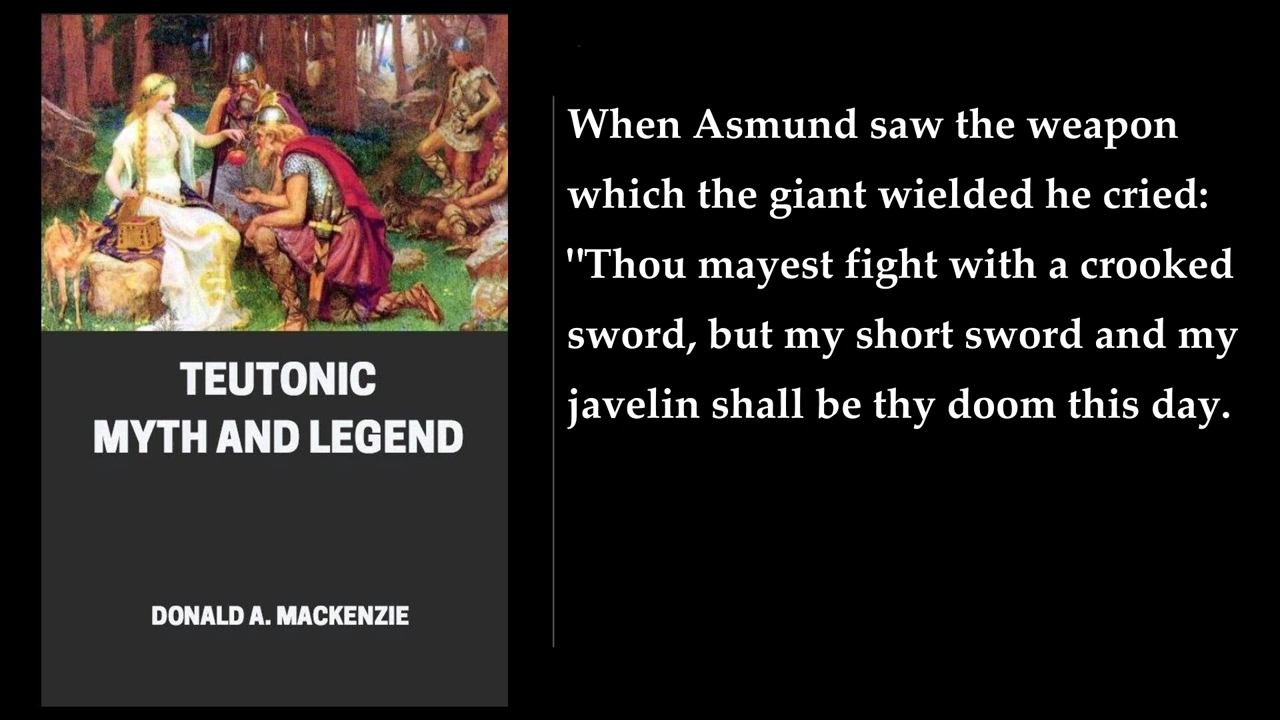 TEUTONIC
MYTH AND LEGEND
DONALD A. MACKENZIE
When Asmund saw the weapon
which the giant wielded he cried:
"Thou mayest fight with a crooked
sword, but my short sword and my
javelin shall be thy doom this day.